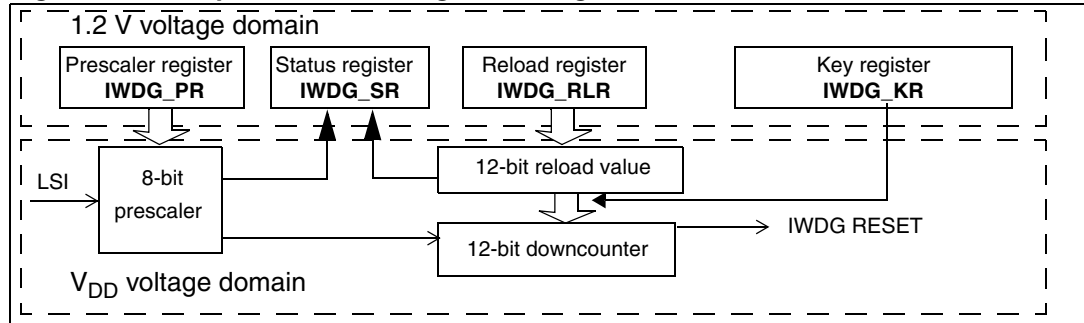 1.2 V voltage domain
Prescaler register
IWDG_PR
Status register
IWDG_SR
Reload register
IWDG_RLR
Key register
IWDG_KR
LSI
8-bit
prescaler
12-bit reload value
12-bit downcounter
IWDG RESET
VDD voltage domain